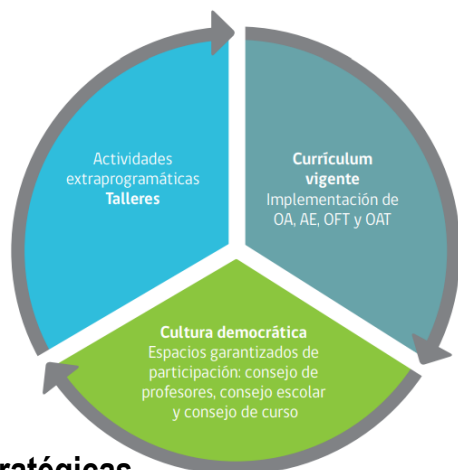 Actividades
extraprogramáticas
Talleres
Currículum
vigente
Implementación de
OA, AE, OFT y OAT
Cultura democrática
Espacios garantizados de
participación: consejo de
profesores, consejo escolar
y consejo de curso
ratégicas